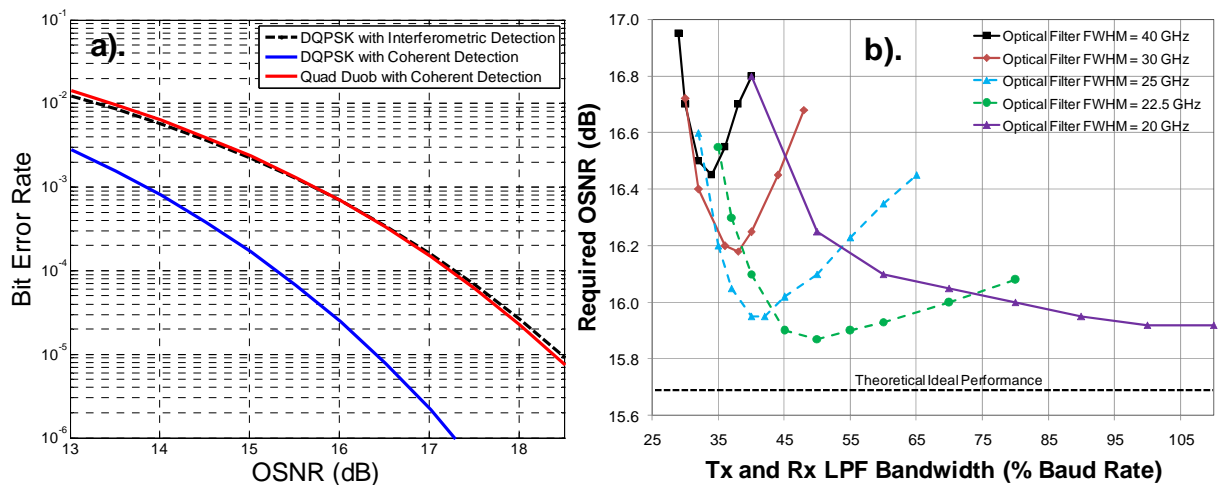 a).
DQPSK with Interferometric Detection
DQPSK with Coherent Detection
Quad Duob with Coherent Detection
Bit Error Rate
10-1
10-2
10-3
10-4
10-5
10-6
13
14
15
16
17
18
OSNR (dB)
b).
Optical Filter FWHM = 40 GHz
Optical Filter FWHM = 30 GHz
Optical Filter FWHM = 25 GHz
Optical Filter FWHM = 22.5 GHz
Optical Filter FWHM = 20 GHz
Required OSNR (dB)
17.0
16.8
16.6
16.4
16.2
16.0
15.8
15.6
Theoretical Ideal Performance
25
35
45
55
65
75
85
95
105
Tx and Rx LPF Bandwidth (% Baud Rate)